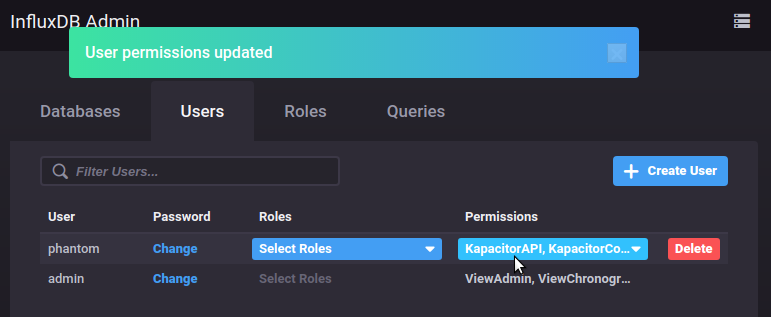 InfluxDB Admin
User permissions updated
Databases Users Roles Queries
Filter Users...
Create User
User Password Roles Permissions
phantom Change Select Roles KapacitorAPI, KapacitorCo... Delete
admin Change Select Roles ViewAdmin, ViewChronogr...